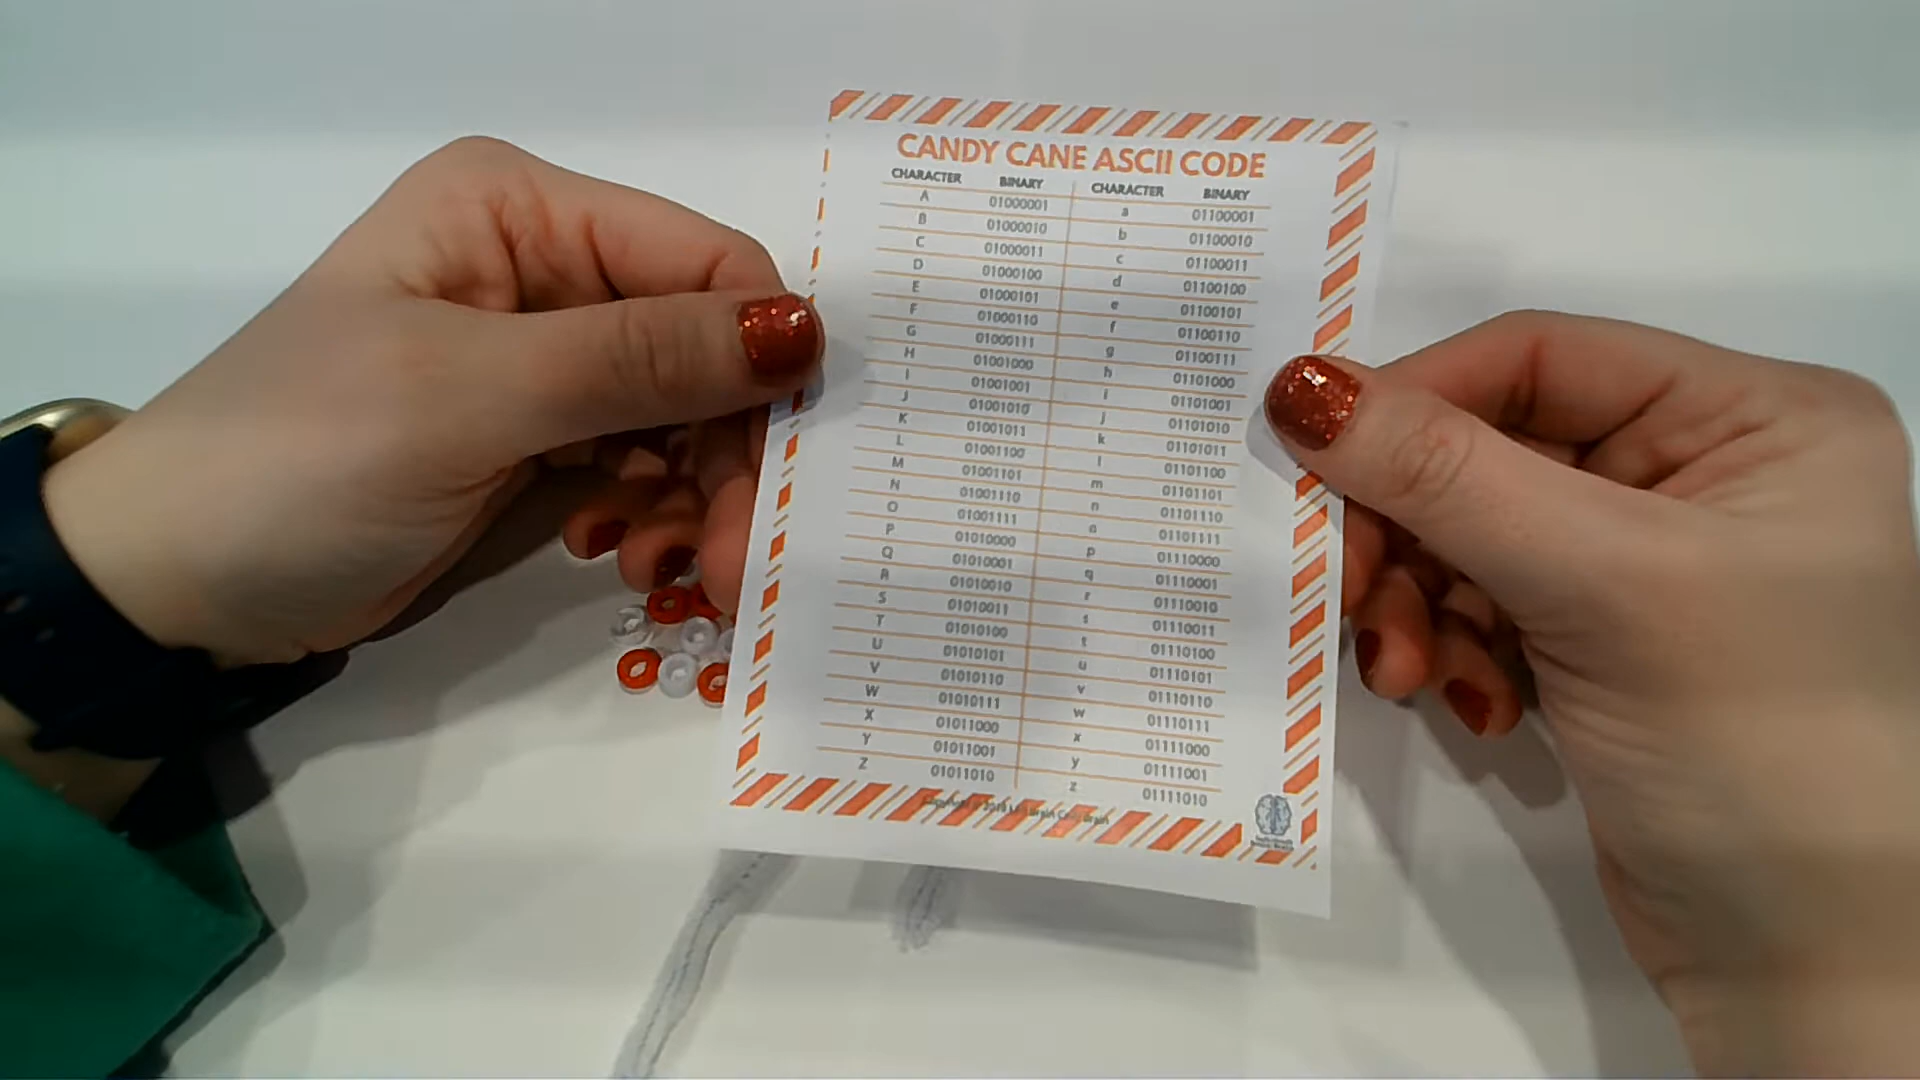 CANDY CANE ASCII CODE
CHARACTER BINARY CHARACTER BINARY
A 01000001 a 01100001
B 01000010 b 01100010
C 01000011 c 01100011
D 01000100 d 01100100
E 01000101 e 01100101
F 01000110 f 01100110
G 01000111 g 01100111
H 01001000 h 01101000
I 01001001 i 01101001
J 01001010 j 01101010
K 01001011 k 01101011
L 01001100 l 01101100
M 01001101 m 01101101
N 01001110 n 01101110
O 01001111 o 01101111
P 01010000 p 01110000
Q 01010001 q 01110001
R 01010010 r 01110010
S 01010011 s 01110011
T 01010100 t 01110100
U 01010101 u 01110101
V 01010110 v 01110110
W 01010111 w 01110111
X 01011000 x 01111000
Y 01011001 y 01111001
Z 01011010 z 01111010
Copyright Brain